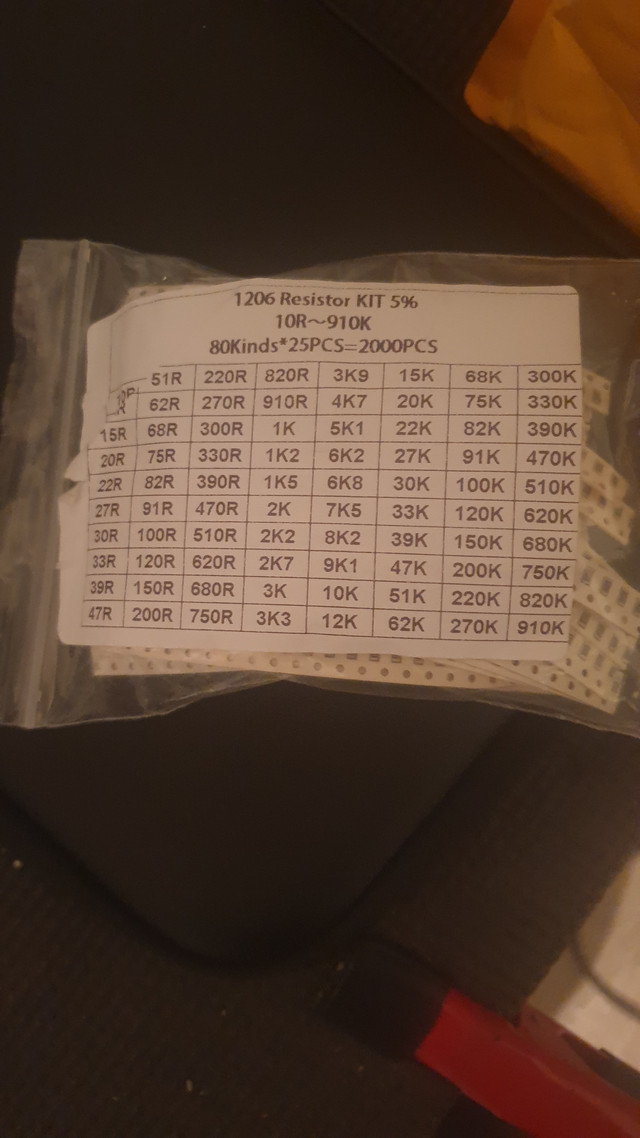 1206 Resistor KIT 5%
10R～910K
80Kinds*25PCS=2000PCS
51R 220R 820R 3K9 15K 68K 300K
62R 270R 910R 4K7 20K 75K 330K
15R 68R 300R 1K 5K1 22K 82K 390K
20R 75R 330R 1K2 6K2 27K 91K 470K
22R 82R 390R 1K5 6K8 30K 100K 510K
27R 91R 470R 2K 7K5 33K 120K 620K
30R 100R 510R 2K2 8K2 39K 150K 680K
33R 120R 620R 2K7 9K1 47K 200K 750K
39R 150R 680R 3K 10K 51K 220K 820K
47R 200R 750R 3K3 12K 62K 270K 910K